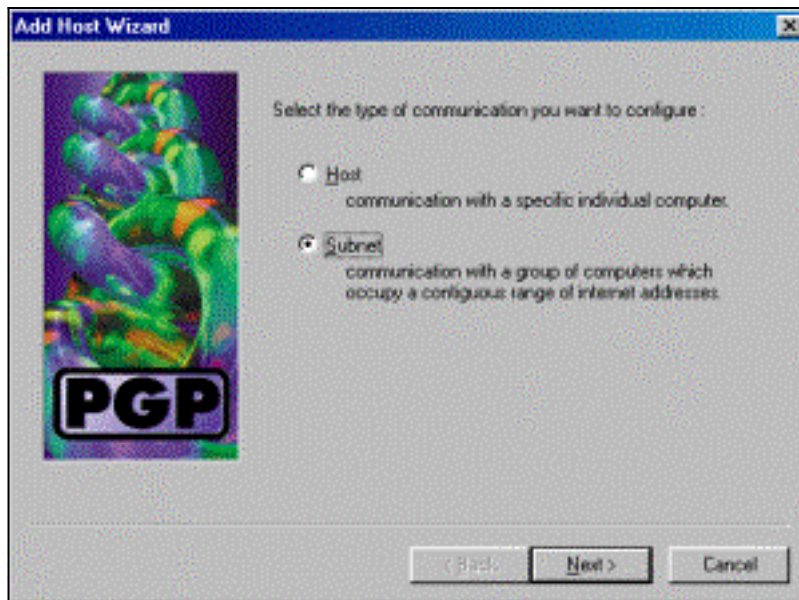 Add Host Wizard
Select the type of communication you want to configure :
Host
communication with a specific individual computer.
Subnet
communication with a group of computers which
occupy a contiguous range of internet addresses.
PGP
< Back
Next >
Cancel